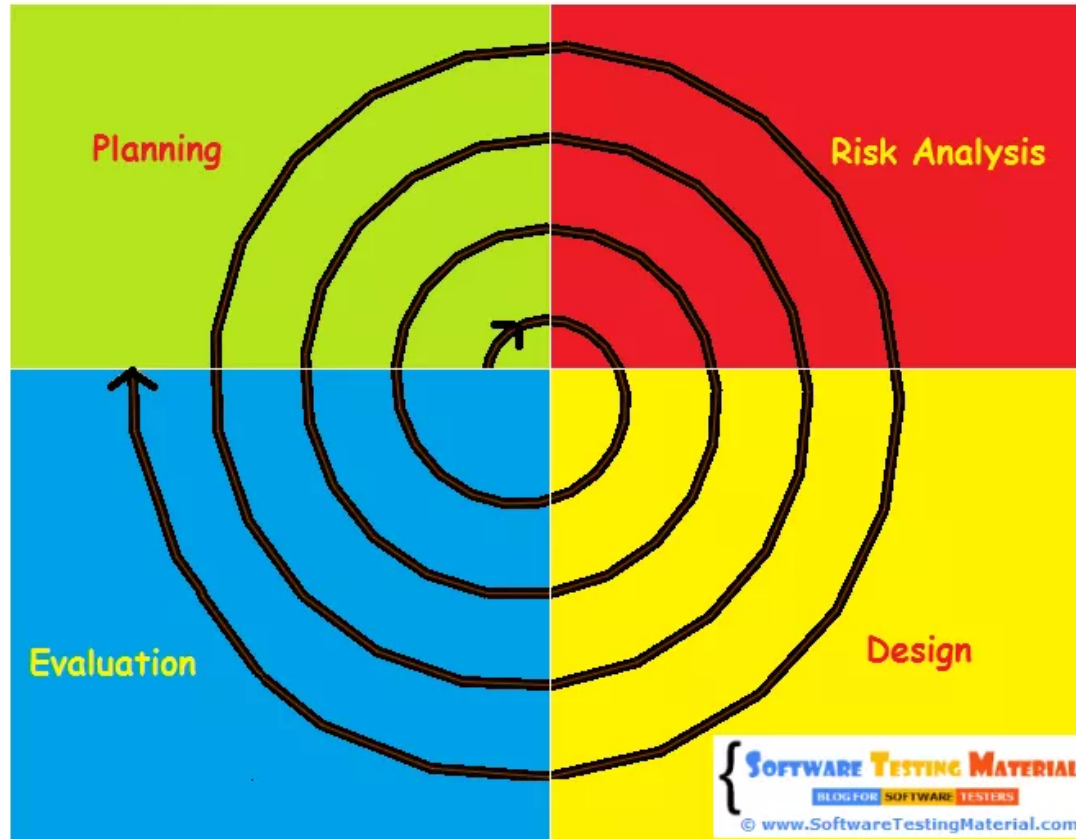 Planning
Risk Analysis
Evaluation
Design
SOFTWARE TESTING MATERIAL
BLOG FOR SOFTWARE TESTERS
© www.SoftwareTestingMaterial.com